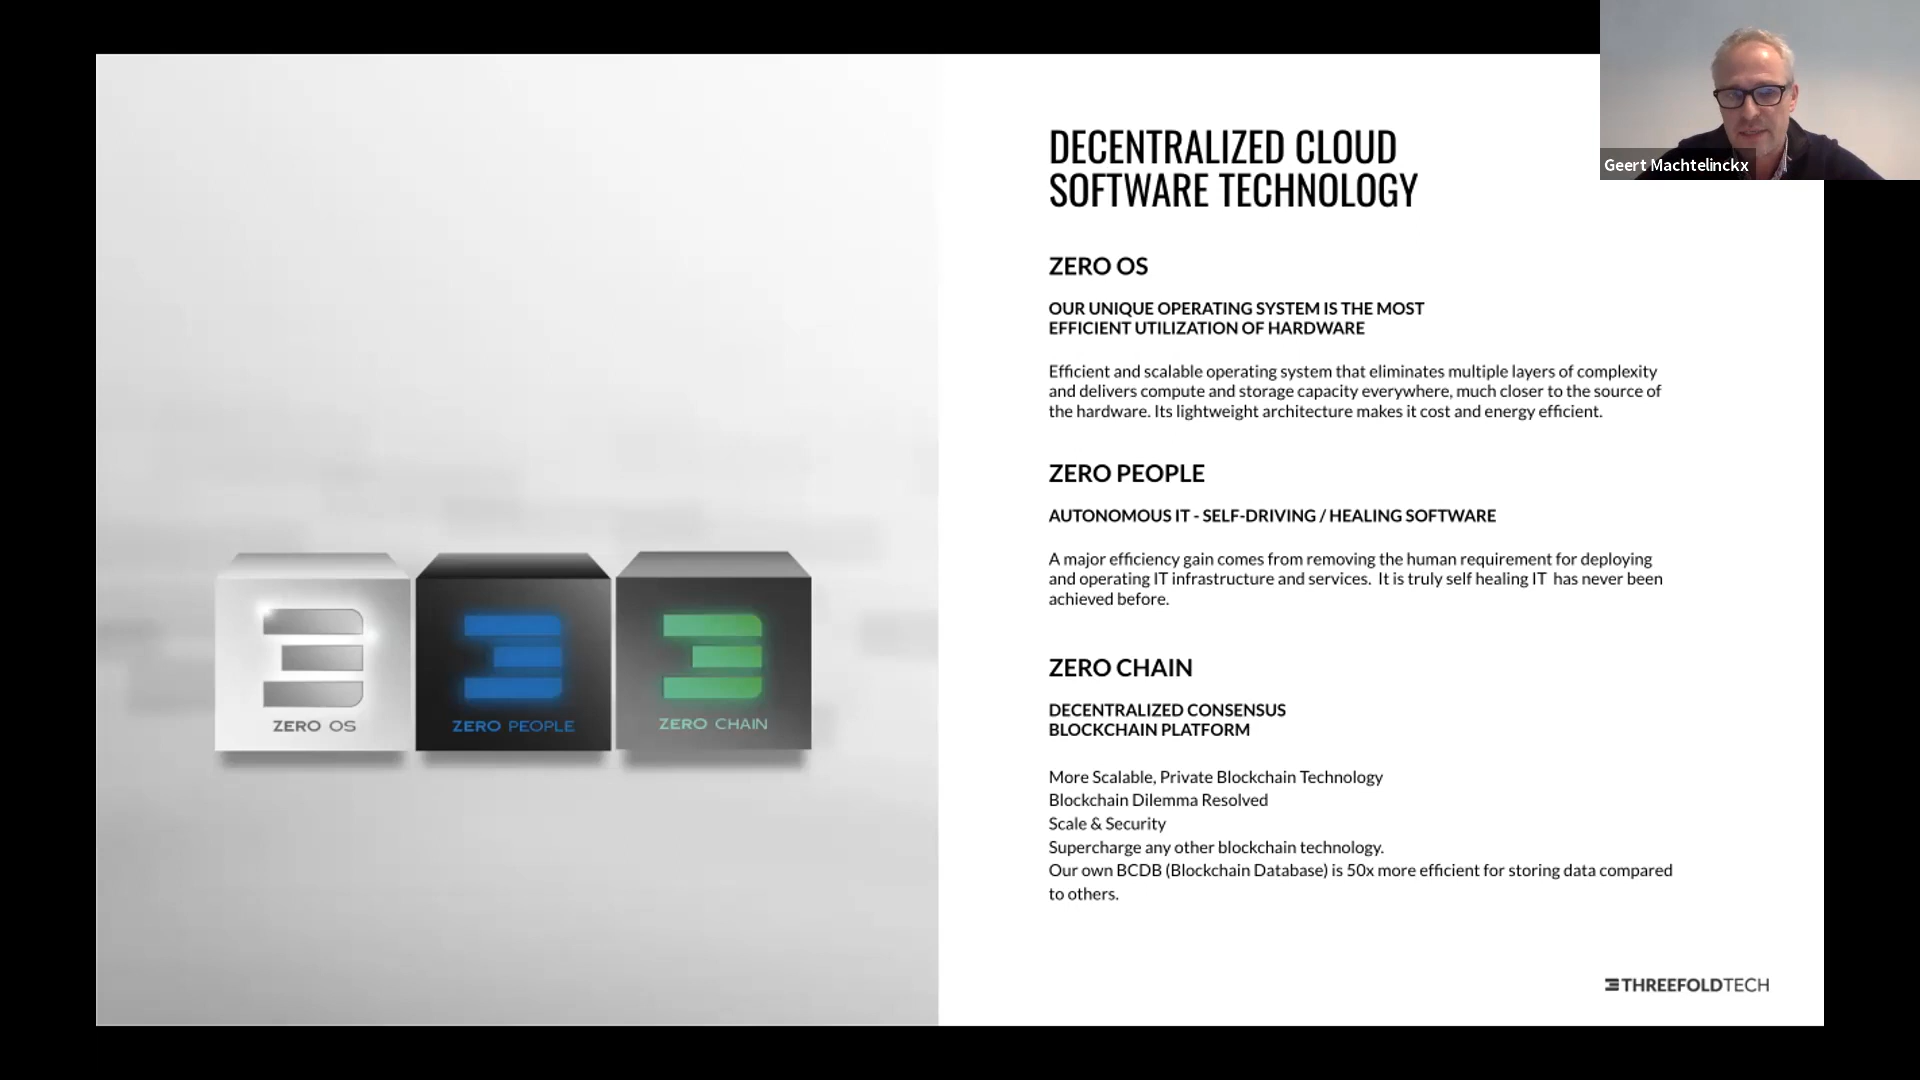 Geert Machtelinckx
DECENTRALIZED CLOUD
SOFTWARE TECHNOLOGY
ZERO OS
OUR UNIQUE OPERATING SYSTEM IS THE MOST
EFFICIENT UTILIZATION OF HARDWARE
Efficient and scalable operating system that eliminates multiple layers of complexity
and delivers compute and storage capacity everywhere, much closer to the source of
the hardware. Its lightweight architecture makes it cost and energy efficient.
ZERO PEOPLE
AUTONOMOUS IT - SELF-DRIVING / HEALING SOFTWARE
A major efficiency gain comes from removing the human requirement for deploying
and operating IT infrastructure and services. It is truly self healing IT has never been
achieved before.
ZERO CHAIN
DECENTRALIZED CONSENSUS
BLOCKCHAIN PLATFORM
More Scalable, Private Blockchain Technology
Blockchain Dilemma Resolved
Scale & Security
Supercharge any other blockchain technology.
Our own BCDB (Blockchain Database) is 50x more efficient for storing data compared
to others.
ZERO OS
ZERO PEOPLE
ZERO CHAIN
THREEFOLDTECH